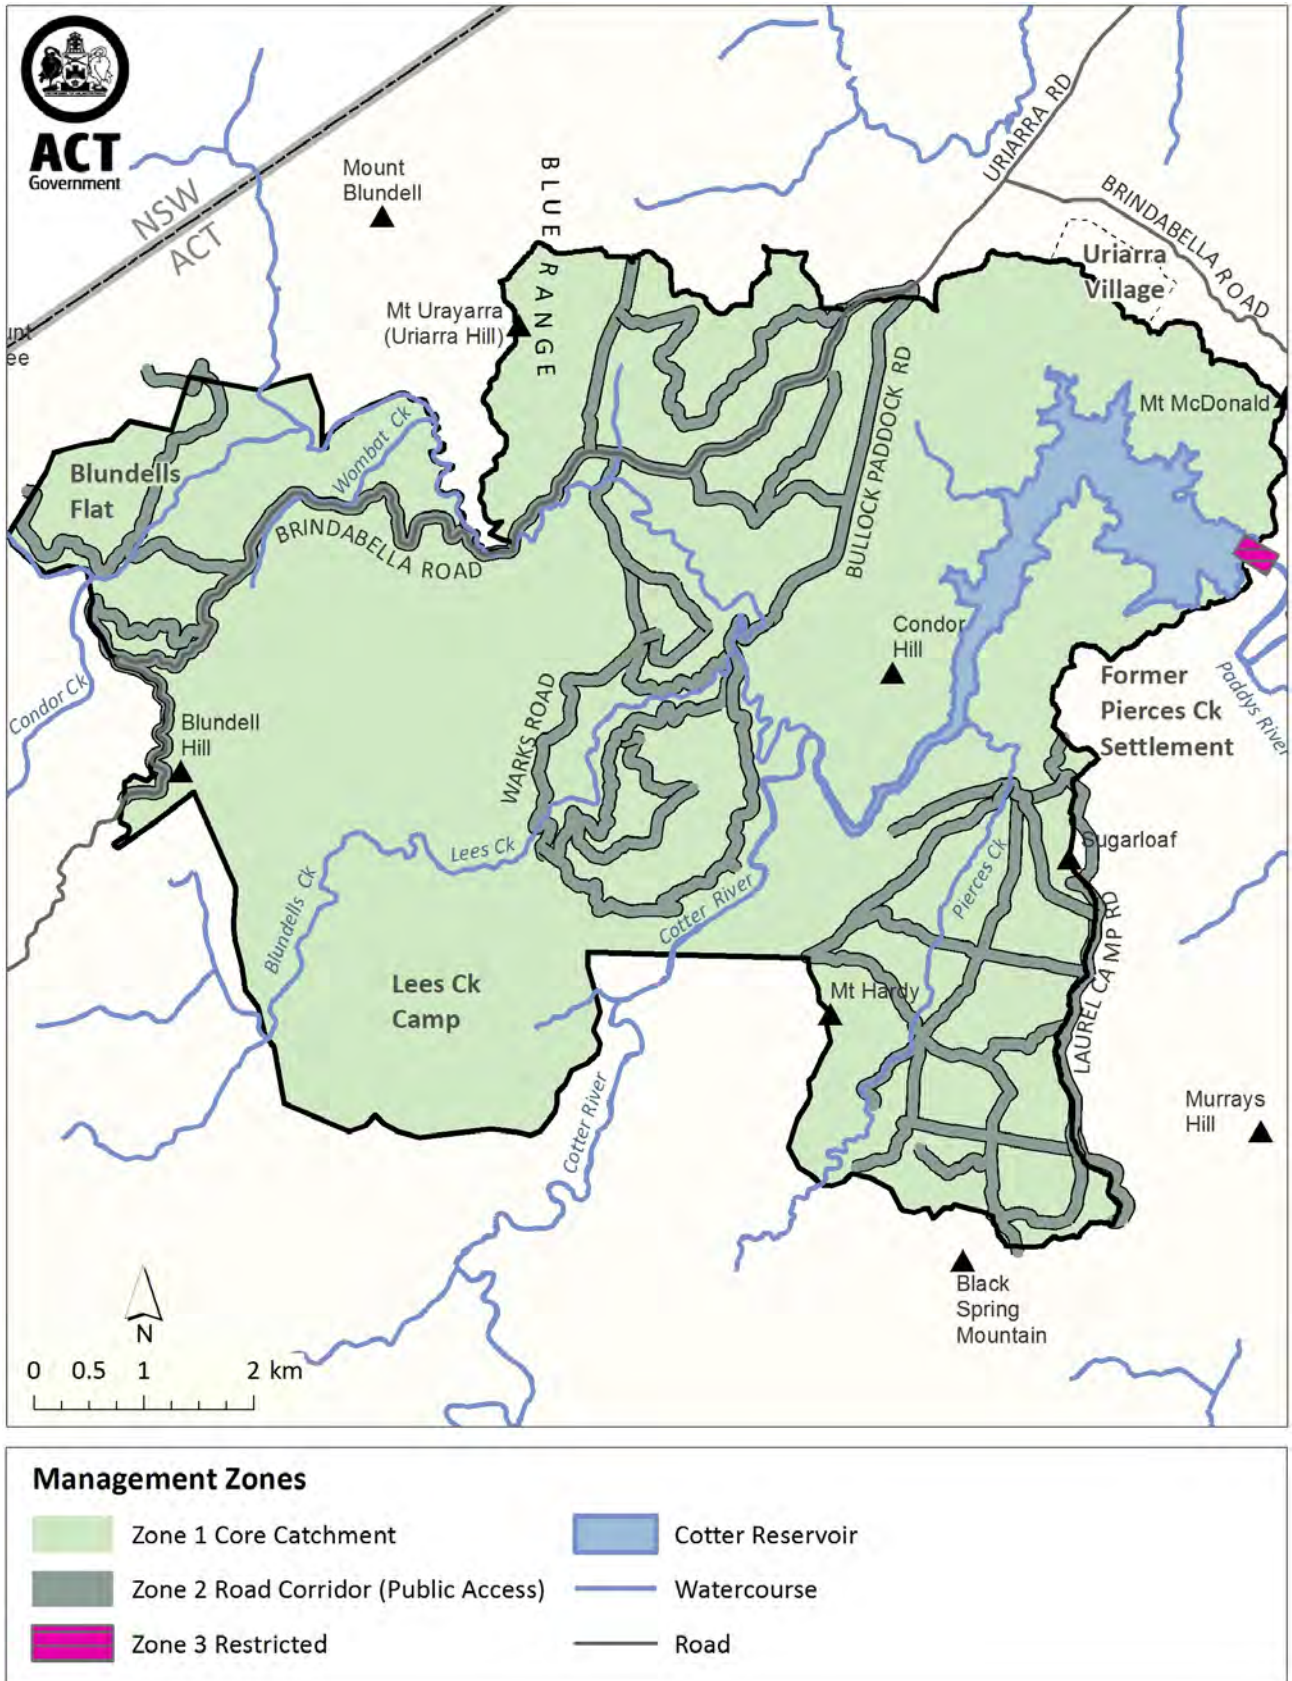 ACT
Government
NSW
ACT
Mount
Blundell
BLUE RANGE
URIARRA RD
BRINDABELLA ROAD
Uriarra
Village
Mt Urayarra
(Uriarra Hill)
BULLOCK PADDOCK RD
Mt McDonald
Wombat Ck
Blundells
Flat
BRINDABELLA ROAD
Condor
Hill
Former
Pierces Ck
Settlement
Paddys River
Condor Ck
Blundell
Hill
WARKS ROAD
Lees Ck
Blundells Ck
Cotter River
Pierces Ck
Sugarloaf
LAUREL CAMP RD
Lees Ck
Camp
Mt Hardy
Cotter River
Murrays
Hill
Black
Spring
Mountain
N
0 0.5 1 2 km
Management Zones
Zone 1 Core Catchment
Zone 2 Road Corridor (Public Access)
Zone 3 Restricted
Cotter Reservoir
Watercourse
Road